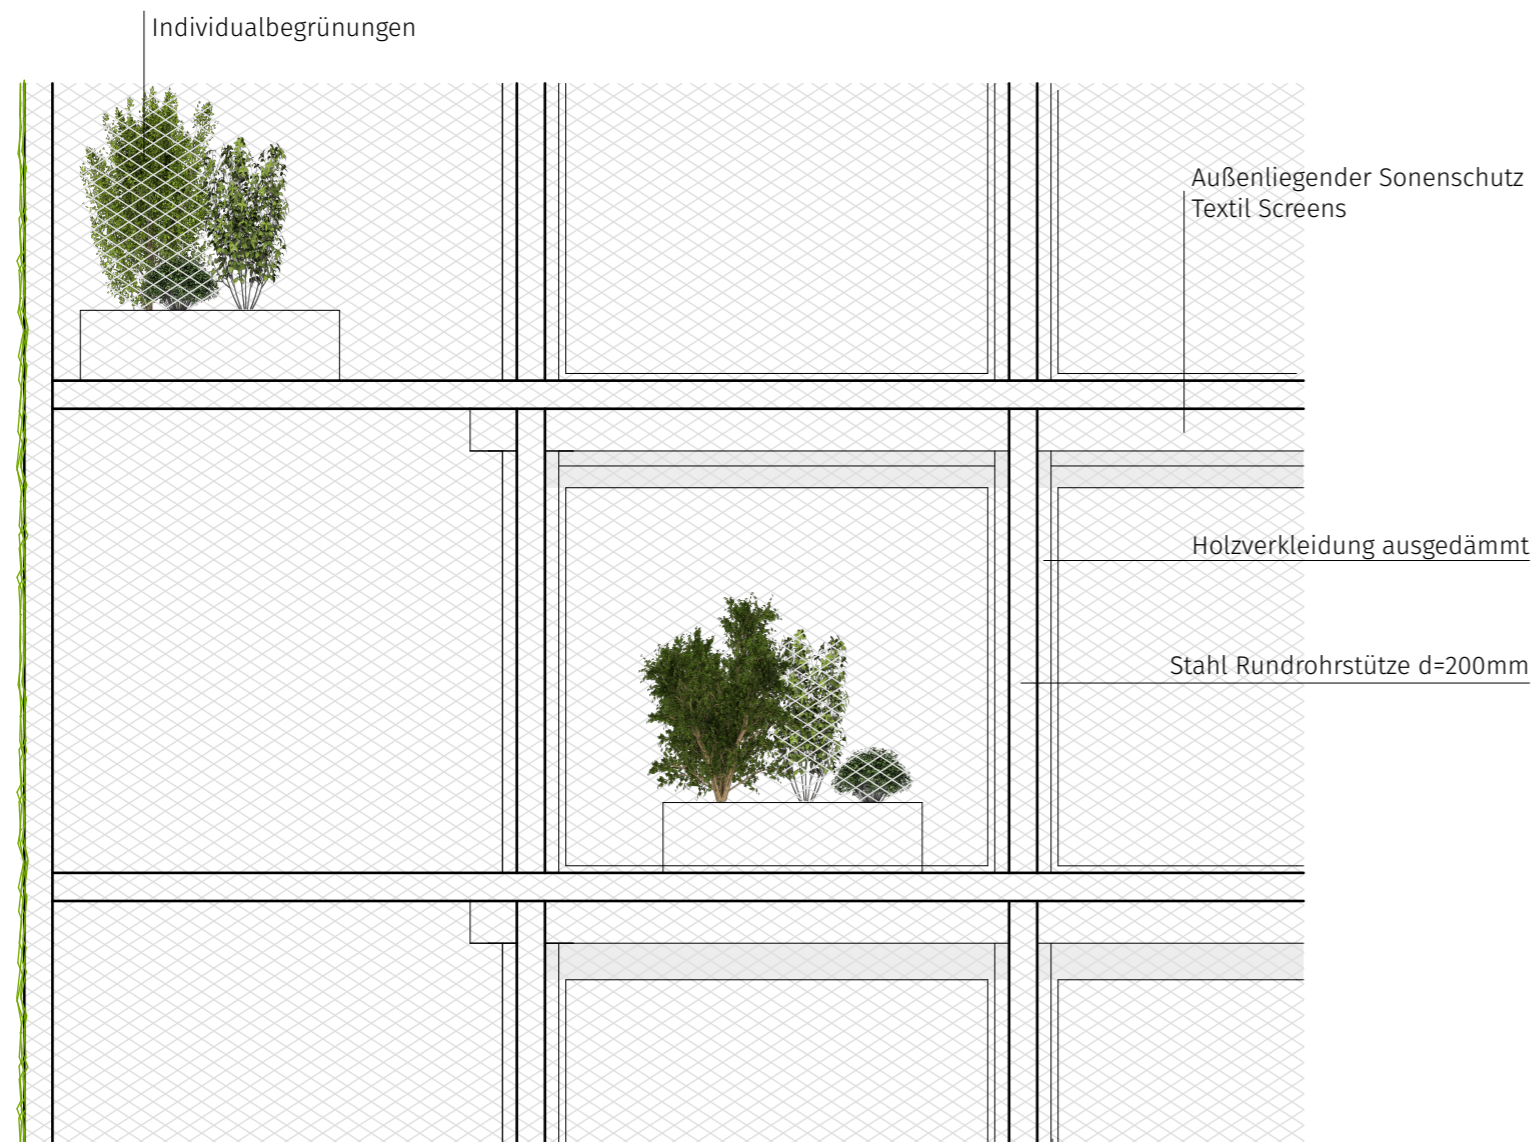 Individualbegrünungen
Außenliegender Sonenschutz
Textil Screens
Holzverkleidung ausgedämmt
Stahl Rundrohrstütze d=200mm